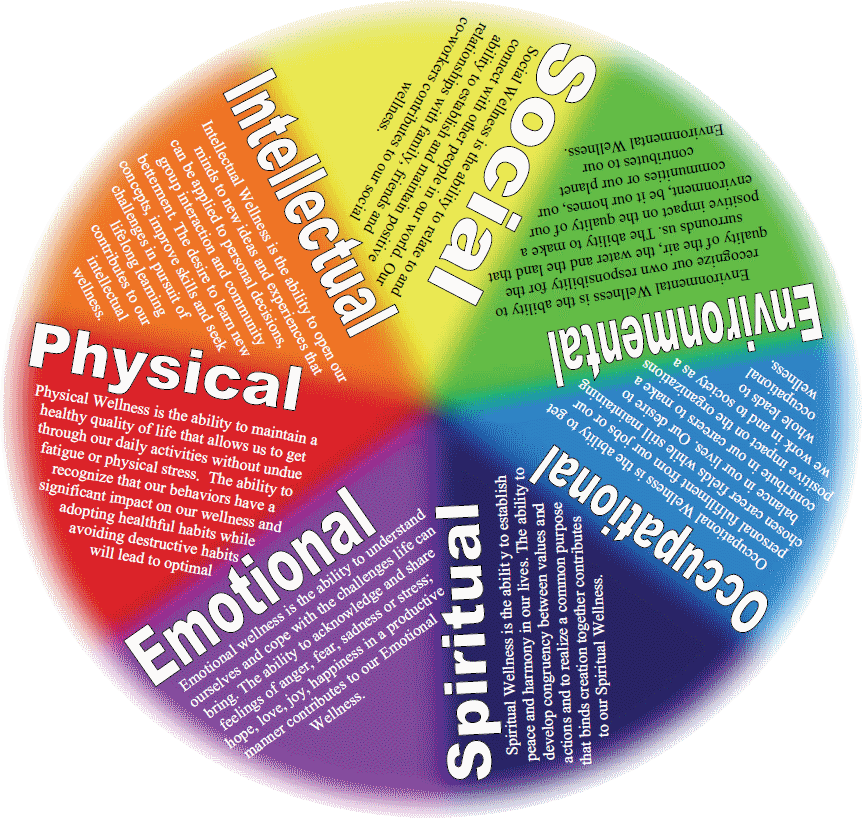 Social
Social Wellness is the ability to relate to and
connect with other people in our world. Our
ability to establish and maintain positive
relationships with family, friends and
co-workers contributes to our social
wellness.
Environmental
Environmental Wellness is the ability to
recognize our own responsibility for the
quality of the air, the water and the land that
surrounds us. The ability to make a
positive impact on the quality of our
environment, be it our homes, our
communities or our planet
contributes to our
Environmental Wellness.
Occupational
Occupational Wellness is the ability to get
personal fulfillment from our jobs or our
chosen career fields while still maintaining
balance in our lives. Our desire to
contribute in our careers to make a
positive impact on the organizations
we work in and to society as a
whole leads to
occupational
wellness.
Spiritual
Spiritual Wellness is the ability to establish
peace and harmony in our lives. The ability to
develop congruency between values and
actions and to realize a common purpose
that binds creation together contributes
to our Spiritual Wellness.
Emotional
Emotional wellness is the ability to understand
ourselves and cope with the challenges life can
bring. The ability to acknowledge and share
feelings of anger, fear, sadness or stress;
hope, love, joy, happiness in a productive
manner contributes to our Emotional
Wellness.
Physical
Physical Wellness is the ability to maintain a
healthy quality of life that allows us to get
through our daily activities without undue
fatigue or physical stress. The ability to
recognize that our behaviors have a
significant impact on our wellness and
adopting healthful habits while
avoiding destructive habits
will lead to optimal
Intellectual
Intellectual Wellness is the ability to open our
minds to new ideas and experiences that
can be applied to personal decisions,
group interaction and community
betterment. The desire to learn new
concepts, improve skills and seek
challenges in pursuit of
lifelong learning
contributes to our
intellectual
wellness.